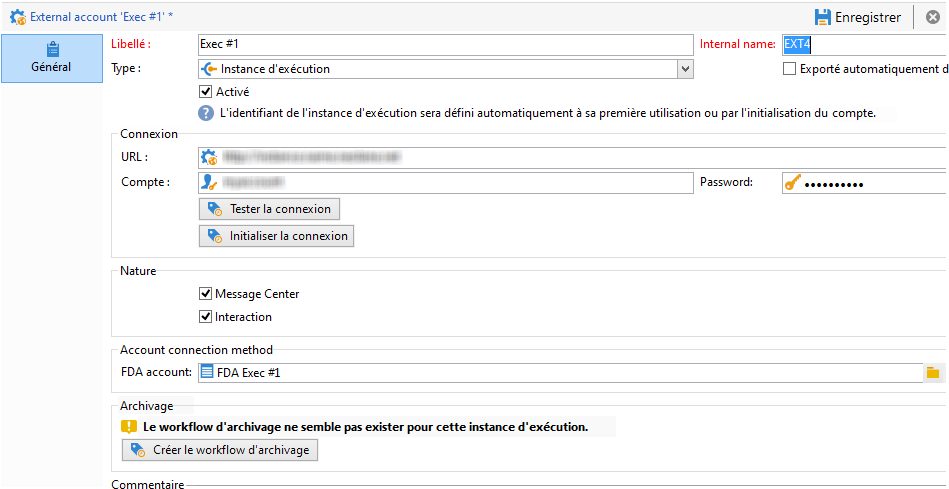 External account 'Exec #1' *
Enregistrer
Général
Libellé :
Exec #1
Internal name:
EXT4
Type :
Instance d'exécution
Exporté automatiquement d
Activé
L'identifiant de l'instance d'exécution sera défini automatiquement à sa première utilisation ou par l'initialisation du compte.
Connexion
URL :
Compte :
Password:
Tester la connexion
Initialiser la connexion
Nature
Message Center
Interaction
Account connection method
FDA account:
FDA Exec #1
Archivage
Le workflow d'archivage ne semble pas exister pour cette instance d'exécution.
Créer le workflow d'archivage
Commentaire